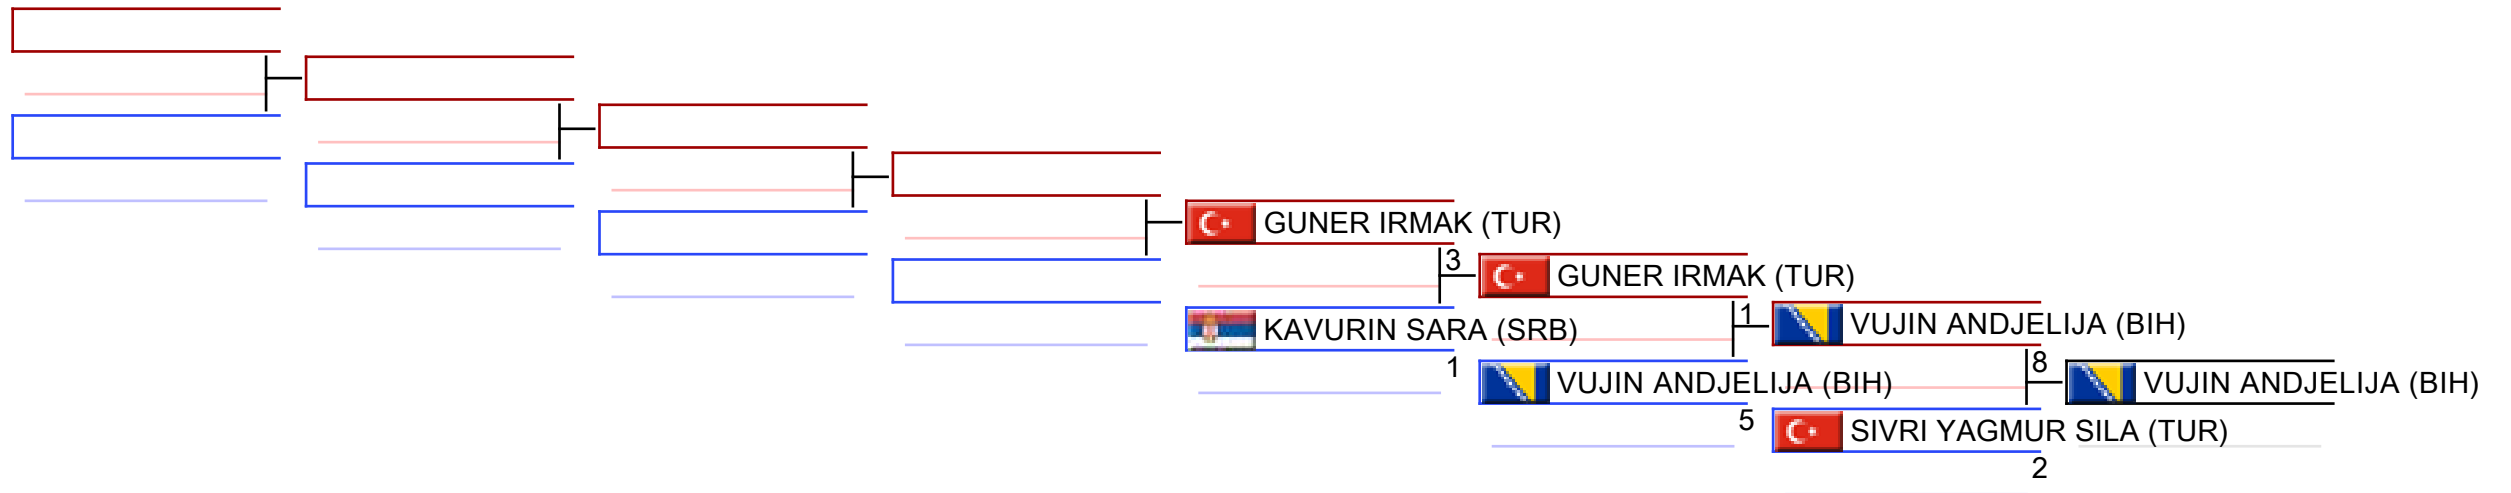 GUNER IRMAK (TUR)
3
GUNER IRMAK (TUR)
1
KAVURIN SARA (SRB)
1
VUJIN ANDJELIJA (BIH)
8
VUJIN ANDJELIJA (BIH)
5
VUJIN ANDJELIJA (BIH)
SIVRI YAGMUR SILA (TUR)
2